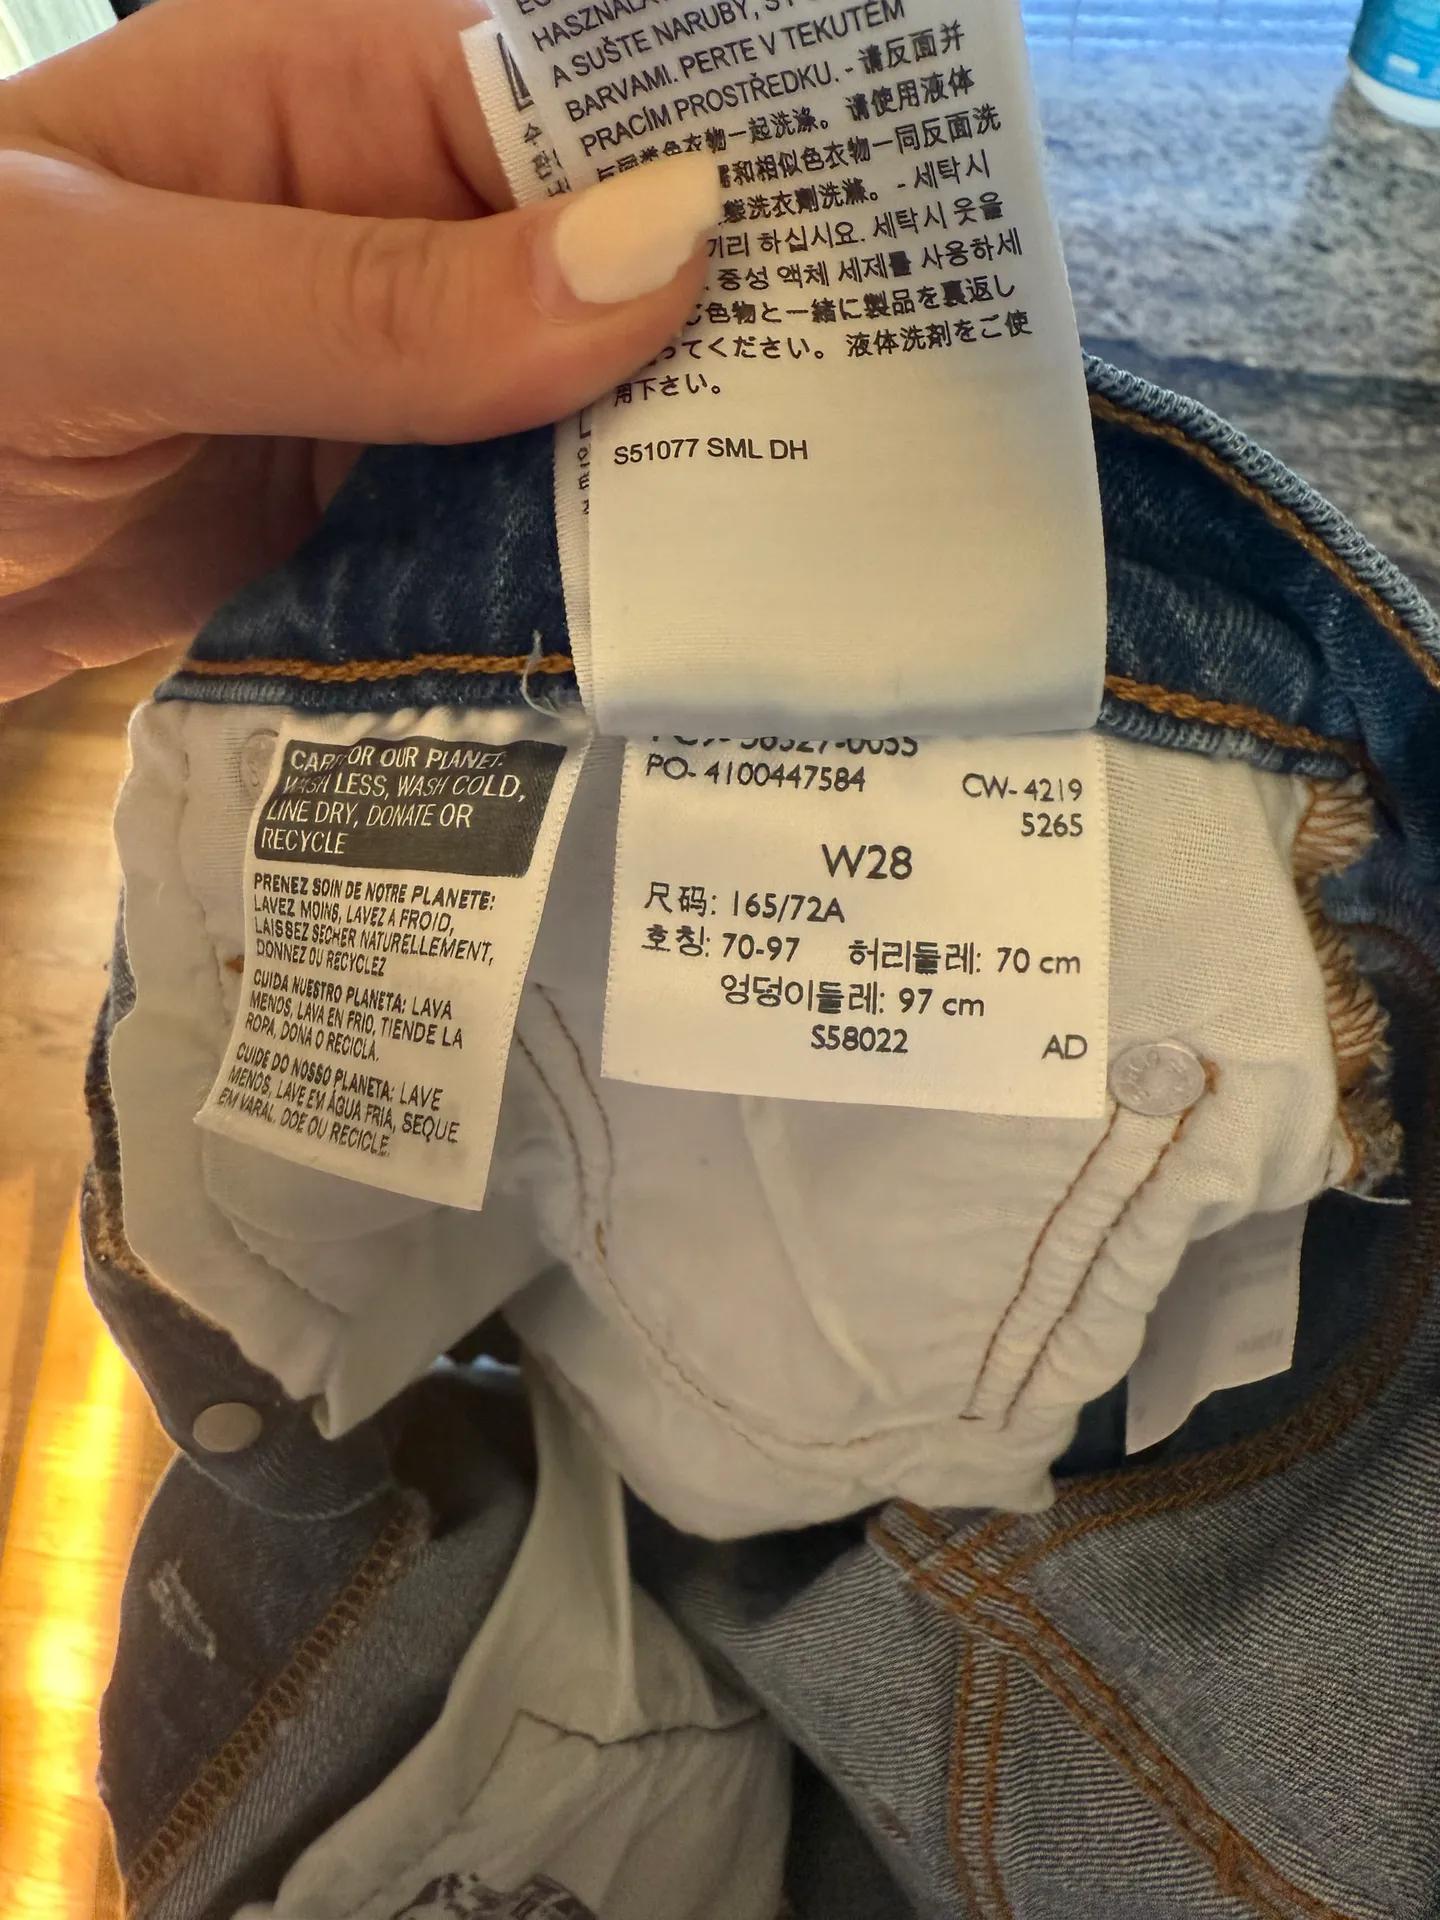 HASZNÁLA
A SUŠTE NARUBY, S
BARVAMI. PERTE V TEKUTÉM
PRACÍM PROSTŘEDKU. - 请反面并
一起洗涤。 请使用液体
和相似色衣物一同反面洗
洗衣劑洗滌。 - 세탁시
하십시요. 세탁시 옷을
중성 액체 세제를 사용하세
色物と一緒に製品を裏返し
ってください。 液体洗剤をご使
用下さい。
S51077 SML DH
CARE OR OUR PLANET:
WASH LESS, WASH COLD,
LINE DRY, DONATE OR
RECYCLE
PRENEZ SOIN DE NOTRE PLANETE:
LAVEZ MOINS, LAVEZ A FROID,
LAISSEZ SECHER NATURELLEMENT,
DONNEZ OU RECYCLEZ
CUIDA NUESTRO PLANETA: LAVA
MENOS, LAVA EN FRIO, TIENDE LA
ROPA, DONA O RECICLA.
CUIDE DO NOSSO PLANETA: LAVE
MENOS, LAVE EM ÁGUA FRIA, SEQUE
EM VARAL. DOE OU RECICLE.
PC9- 56327-0055
PO- 4100447584 CW- 4219
5265
W28
尺码: 165/72A
호칭: 70-97 허리둘레: 70 cm
엉덩이둘레: 97 cm
S58022 AD